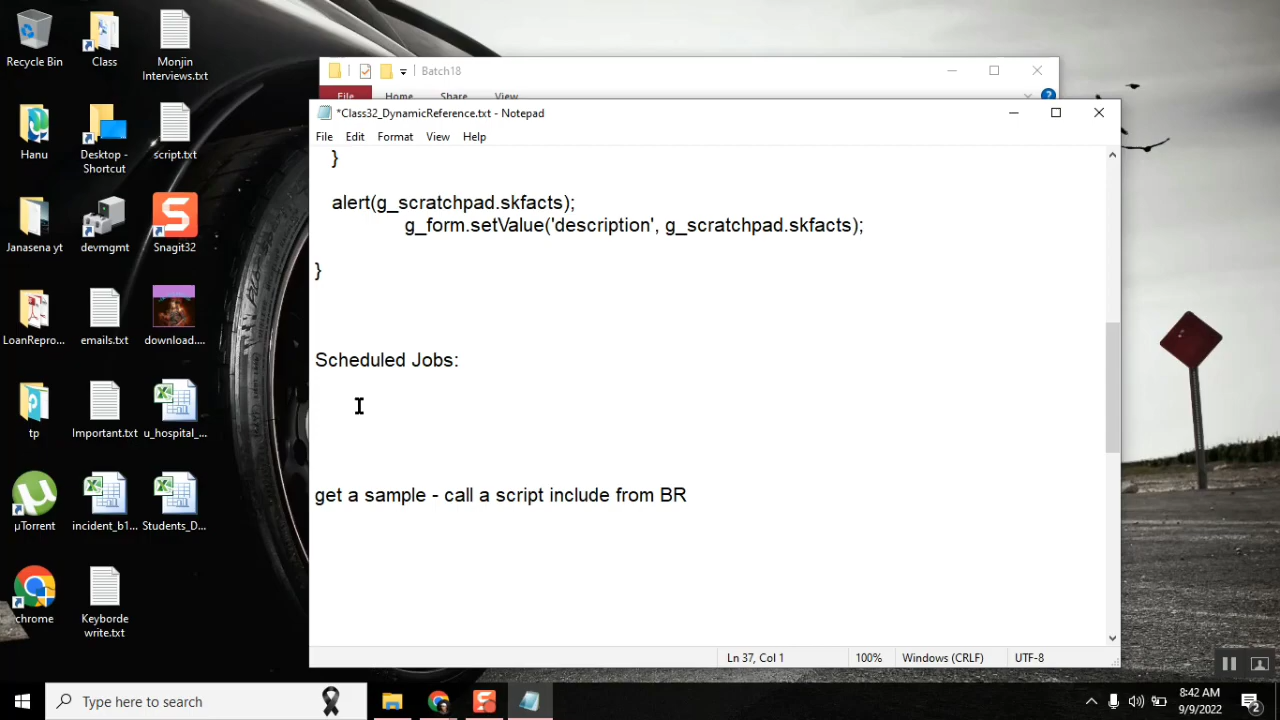 Recycle Bin
Class
Monjin
Interviews.txt
Hanu
Desktop -
Shortcut
script.txt
Janasena yt
devmgmt
Snagit32
LoanRepro...
emails.txt
download....
tp
Important.txt
u_hospital_...
µTorrent
incident_b1...
Students_D...
chrome
Keyborde
write.txt
Batch18
File Home Share View
*Class32_DynamicReference.txt - Notepad
File Edit Format View Help
}
alert(g_scratchpad.skfacts);
g_form.setValue('description', g_scratchpad.skfacts);
}
Scheduled Jobs:
get a sample - call a script include from BR
Ln 37, Col 1 100% Windows (CRLF) UTF-8
Type here to search
8:42 AM
9/9/2022
2